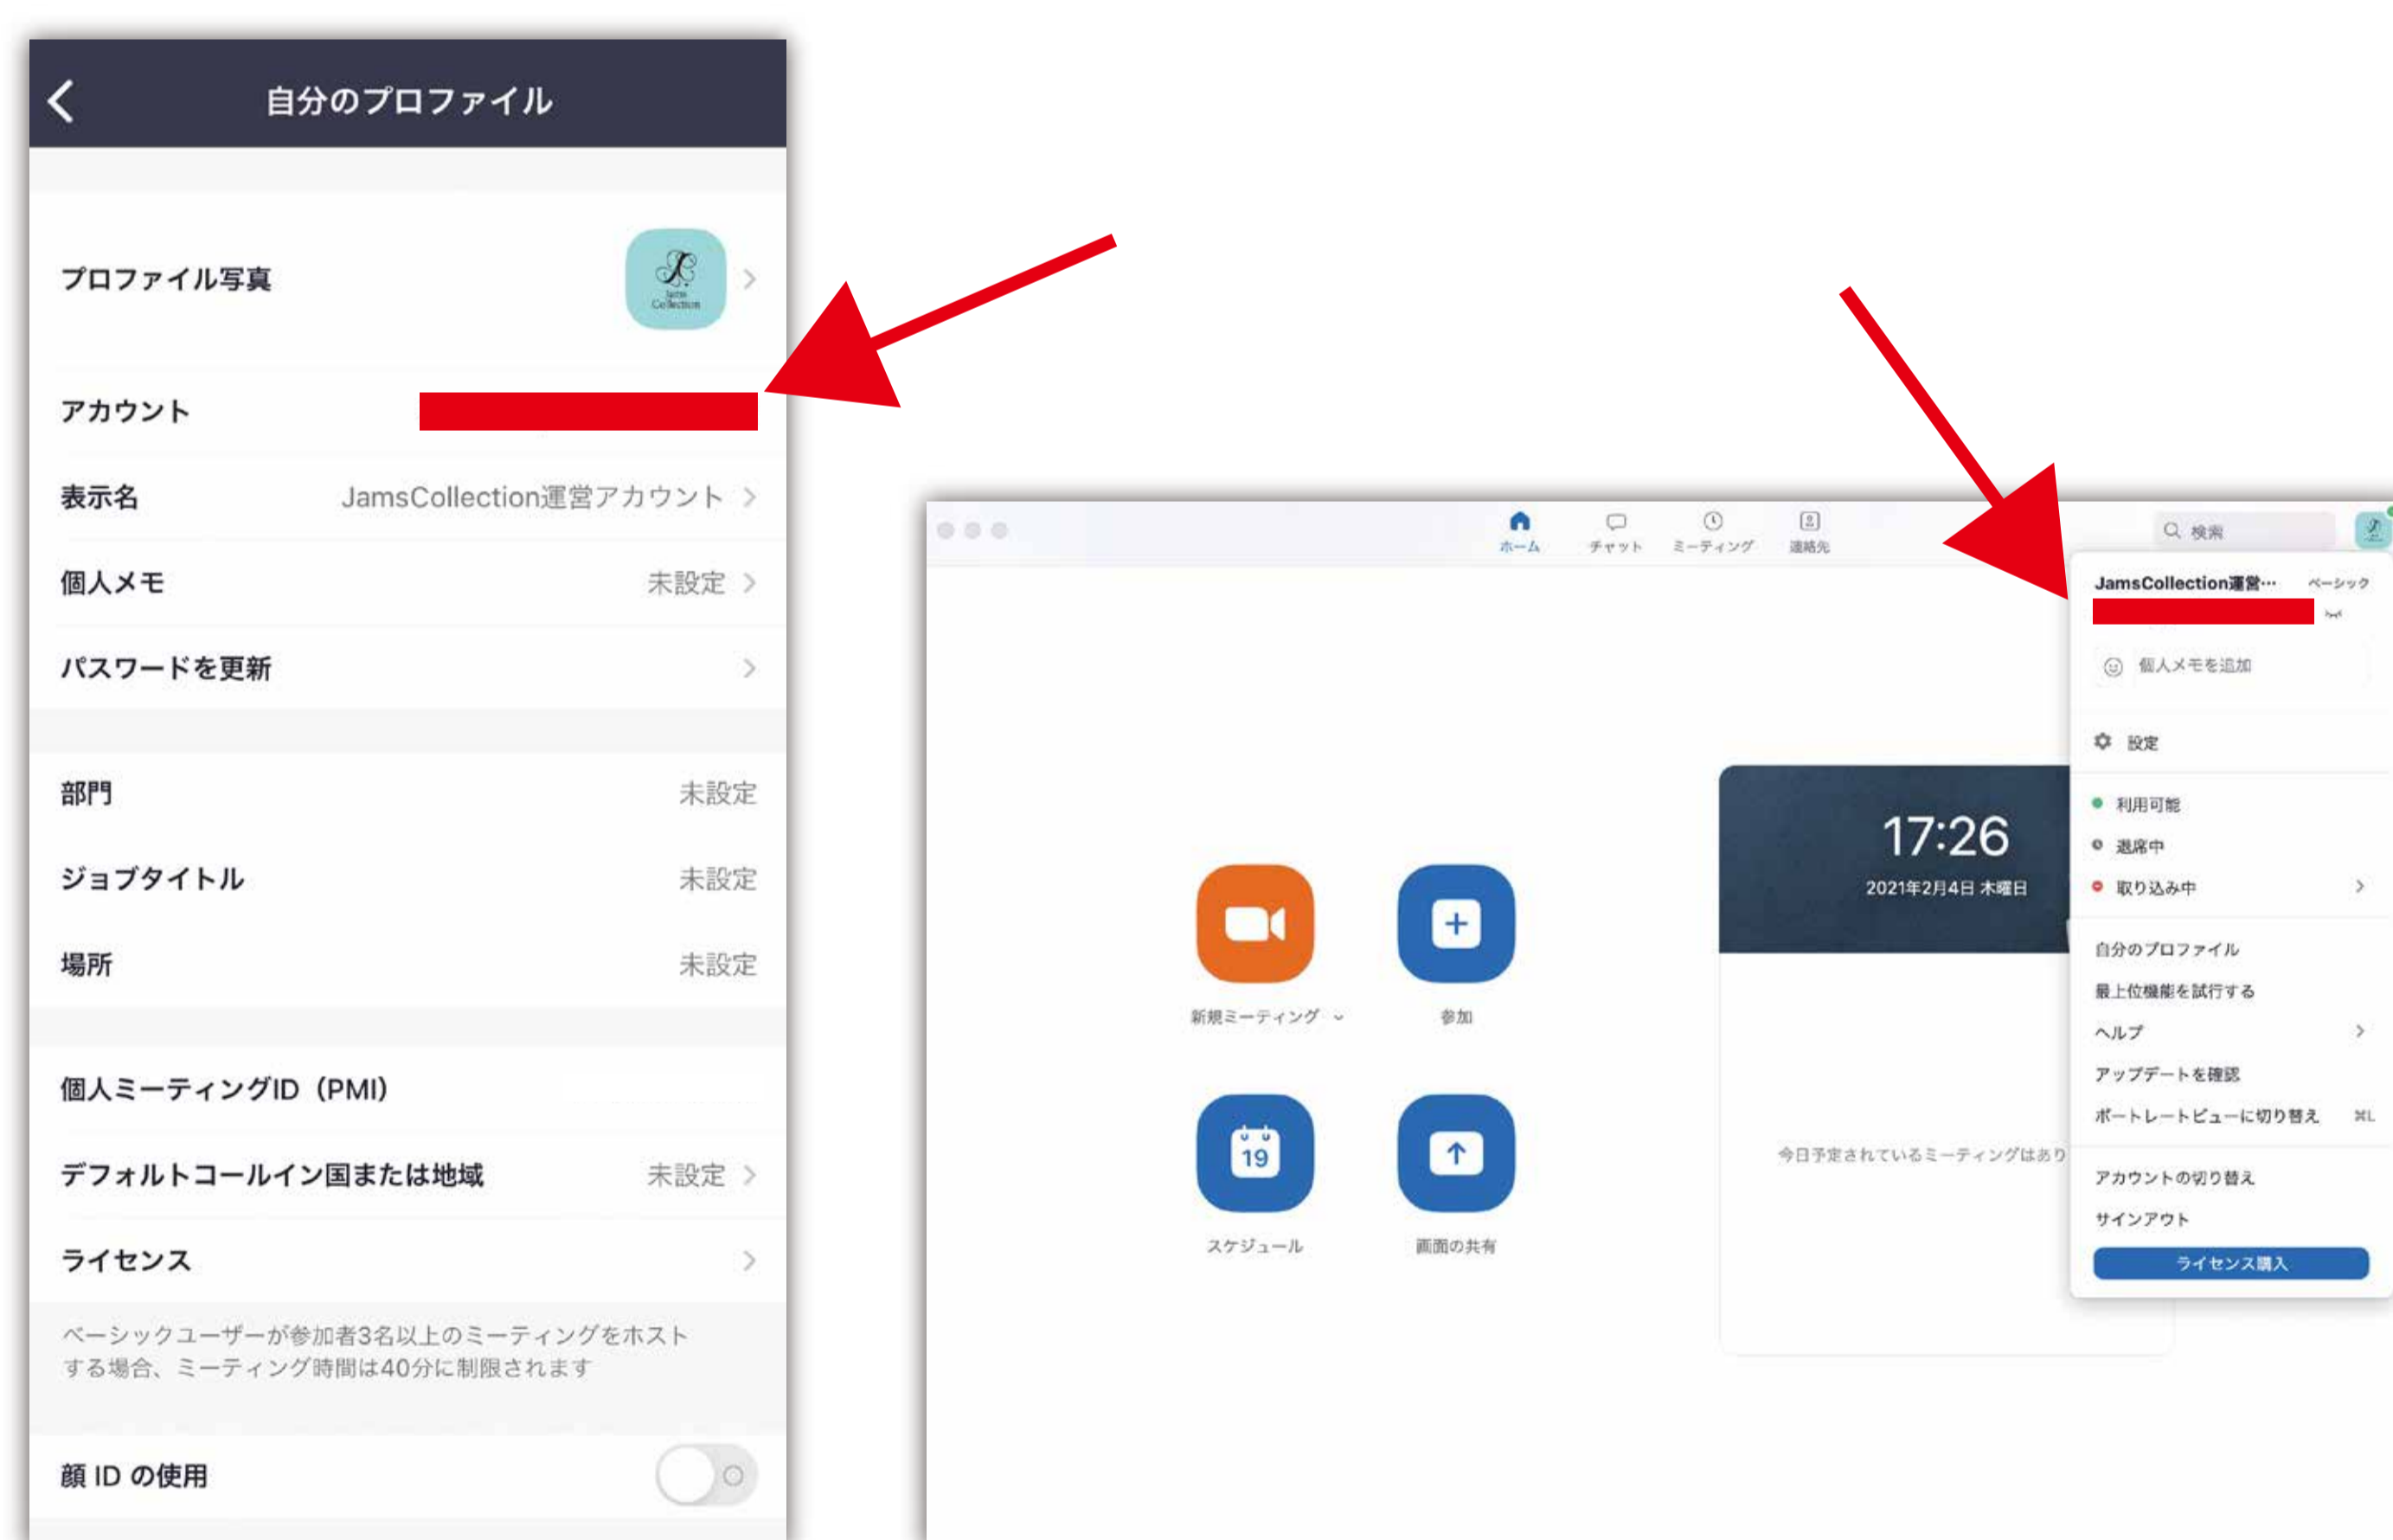 自分のプロファイル
プロファイル写真
Jams
Collection
アカウント
表示名 JamsCollection運営アカウント
個人メモ 未設定
パスワードを更新
部門 未設定
ジョブタイトル 未設定
場所 未設定
個人ミーティングID（PMI）
デフォルトコールイン国または地域 未設定
ライセンス
ベーシックユーザーが参加者3名以上のミーティングをホスト
する場合、ミーティング時間は40分に制限されます
顔 ID の使用
ホーム チャット ミーティング 連絡先 検索
新規ミーティング 参加
19
スケジュール 画面の共有
17:26
2021年2月4日 木曜日
今日予定されているミーティングはあり
JamsCollection運営… ベーシック
個人メモを追加
設定
利用可能
退席中
取り込み中
自分のプロファイル
最上位機能を試行する
ヘルプ
アップデートを確認
ポートレートビューに切り替え ⌘L
アカウントの切り替え
サインアウト
ライセンス購入